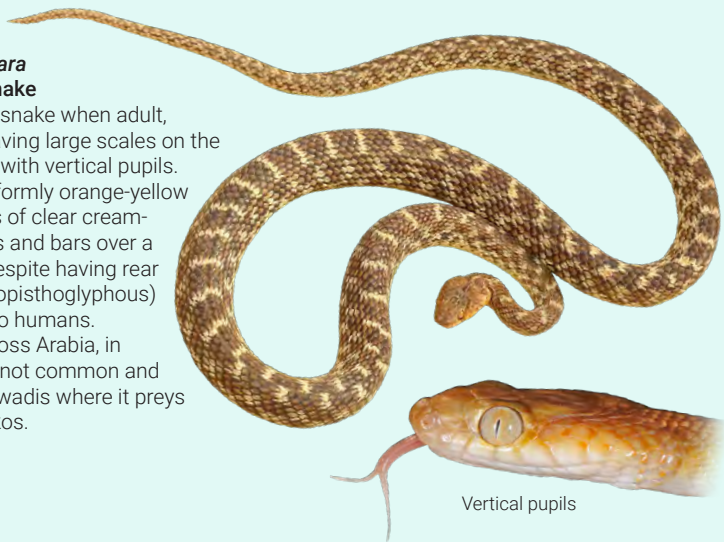 ara
nake
snake when adult,
ving large scales on the
with vertical pupils.
formly orange-yellow
s of clear cream-
s and bars over a
espite having rear
opisthoglyphous)
o humans.
oss Arabia, in
not common and
wadis where it preys
kos.
Vertical pupils